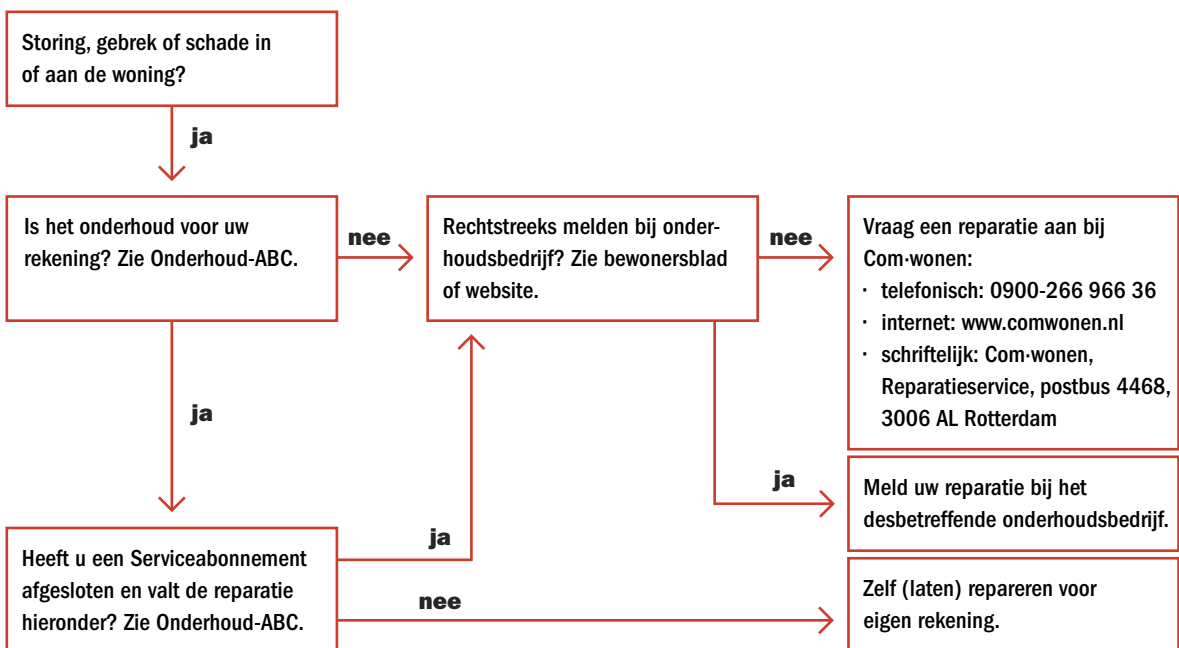 Storing, gebrek of schade in
of aan de woning?
ja
Is het onderhoud voor uw
rekening? Zie Onderhoud-ABC.
nee
Rechtstreeks melden bij onder-
houdsbedrijf? Zie bewonersblad
of website.
nee
Vraag een reparatie aan bij
Com·wonen:
· telefonisch: 0900-266 966 36
· internet: www.comwonen.nl
· schriftelijk: Com·wonen,
Reparatieservice, postbus 4468,
3006 AL Rotterdam
ja
ja
Meld uw reparatie bij het
desbetreffende onderhoudsbedrijf.
Heeft u een Serviceabonnement
afgesloten en valt de reparatie
hieronder? Zie Onderhoud-ABC.
ja
nee
Zelf (laten) repareren voor
eigen rekening.